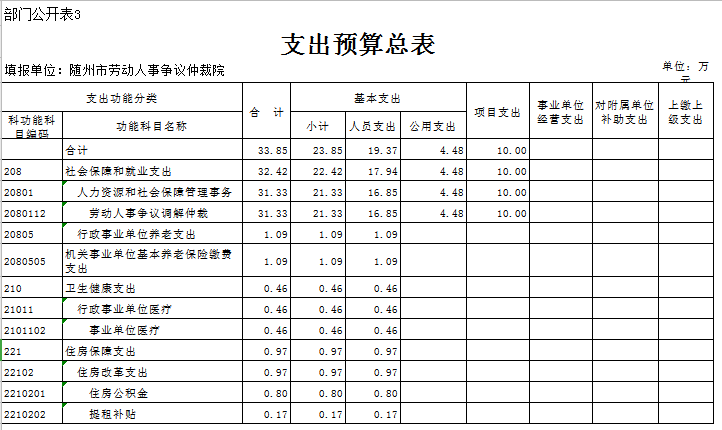 部门公开表3
支出预算总表
填报单位：随州市劳动人事争议仲裁院 单位：万元
支出功能分类 合 计 基本支出 项目支出 事业单位经营支出 对附属单位补助支出 上缴上级支出
科功能科目编码 功能科目名称 小计 人员支出 公用支出
合计 33.85 23.85 19.37 4.48 10.00
208 社会保障和就业支出 32.42 22.42 17.94 4.48 10.00
20801 人力资源和社会保障管理事务 31.33 21.33 16.85 4.48 10.00
2080112 劳动人事争议调解仲裁 31.33 21.33 16.85 4.48 10.00
20805 行政事业单位养老支出 1.09 1.09 1.09
2080505 机关事业单位基本养老保险缴费支出 1.09 1.09 1.09
210 卫生健康支出 0.46 0.46 0.46
21011 行政事业单位医疗 0.46 0.46 0.46
2101102 事业单位医疗 0.46 0.46 0.46
221 住房保障支出 0.97 0.97 0.97
22102 住房改革支出 0.97 0.97 0.97
2210201 住房公积金 0.80 0.80 0.80
2210202 提租补贴 0.17 0.17 0.17